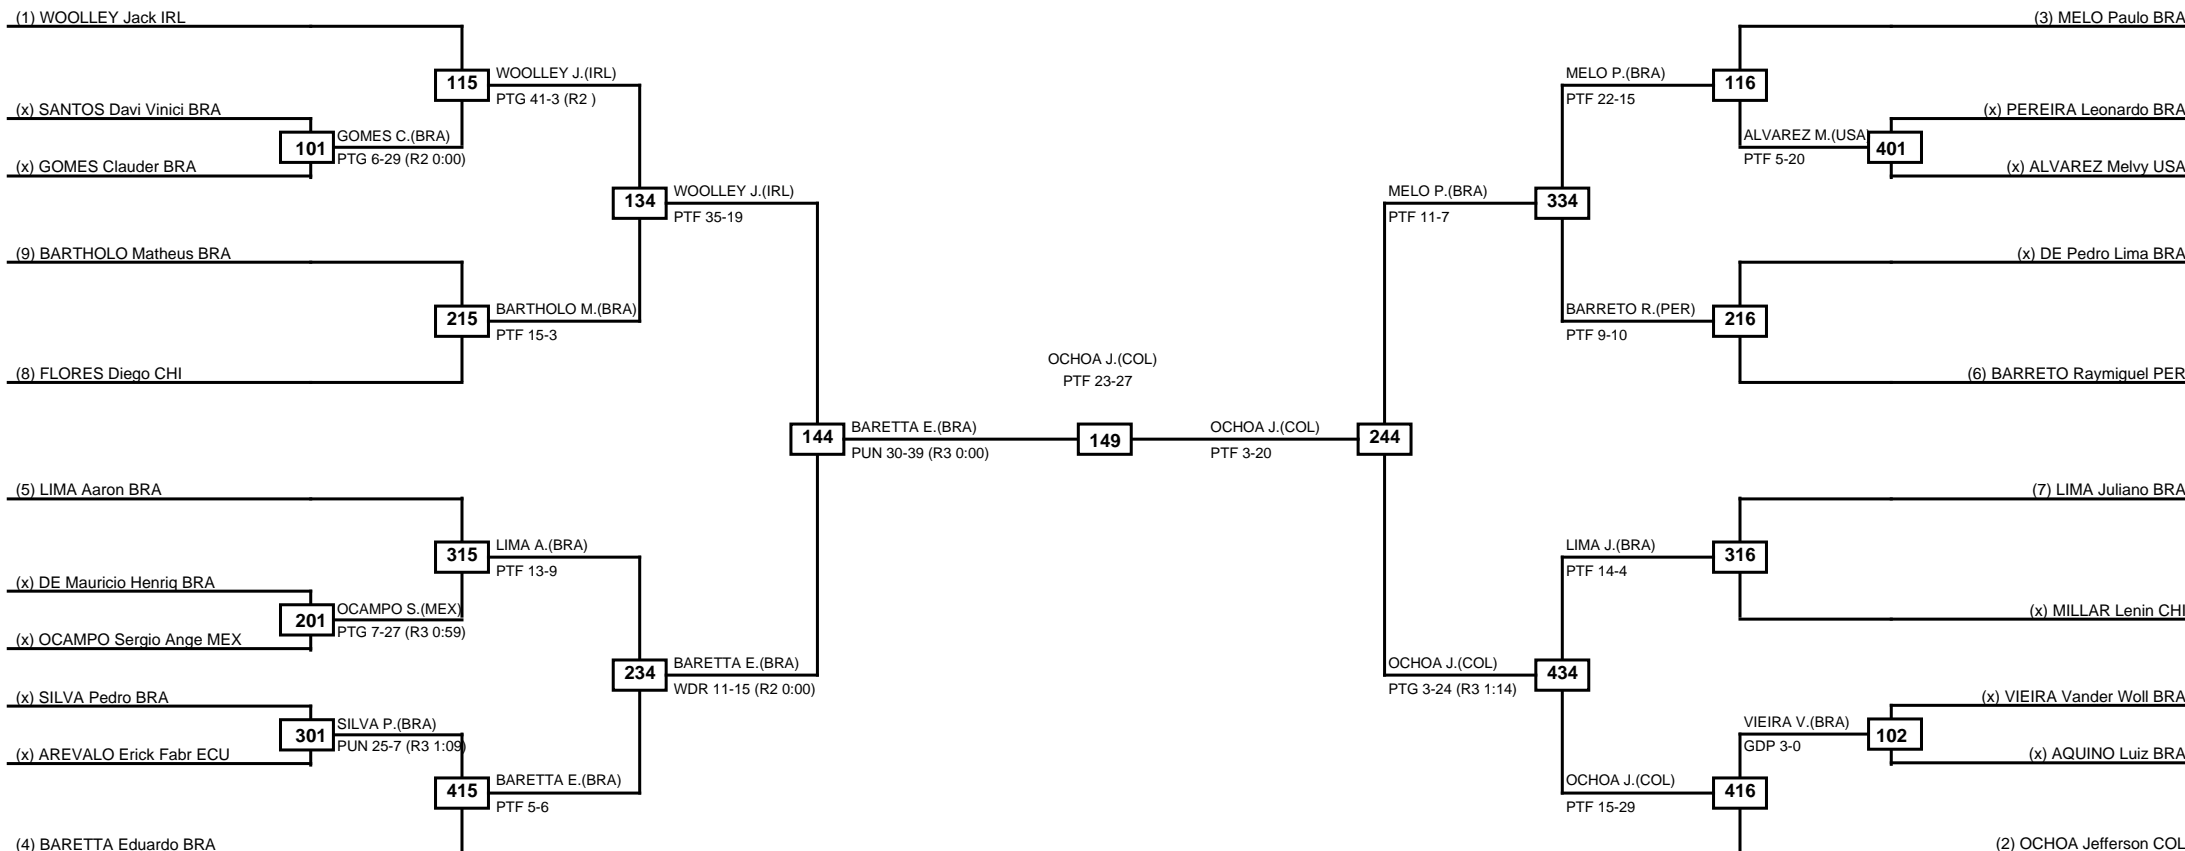 (1) WOOLLEY Jack IRL
(3) MELO Paulo BRA
115
WOOLLEY J.(IRL)
PTG 41-3 (R2 )
MELO P.(BRA)
PTF 22-15
116
(x) SANTOS Davi Vinici BRA
(x) PEREIRA Leonardo BRA
101
GOMES C.(BRA)
PTG 6-29 (R2 0:00)
ALVAREZ M.(USA)
PTF 5-20
401
(x) GOMES Clauder BRA
(x) ALVAREZ Melvy USA
134
WOOLLEY J.(IRL)
PTF 35-19
MELO P.(BRA)
PTF 11-7
334
(9) BARTHOLO Matheus BRA
(x) DE Pedro Lima BRA
215
BARTHOLO M.(BRA)
PTF 15-3
BARRETO R.(PER)
PTF 9-10
216
(8) FLORES Diego CHI
(6) BARRETO Raymiguel PER
OCHOA J.(COL)
PTF 23-27
144
BARETTA E.(BRA)
PUN 30-39 (R3 0:00)
149
OCHOA J.(COL)
PTF 3-20
244
(5) LIMA Aaron BRA
(7) LIMA Juliano BRA
315
LIMA A.(BRA)
PTF 13-9
LIMA J.(BRA)
PTF 14-4
316
(x) DE Mauricio Henriq BRA
201
OCAMPO S.(MEX)
PTG 7-27 (R3 0:59)
(x) MILLAR Lenin CHI
(x) OCAMPO Sergio Ange MEX
234
BARETTA E.(BRA)
WDR 11-15 (R2 0:00)
OCHOA J.(COL)
PTG 3-24 (R3 1:14)
434
(x) SILVA Pedro BRA
(x) VIEIRA Vander Woll BRA
301
SILVA P.(BRA)
PUN 25-7 (R3 1:09)
VIEIRA V.(BRA)
GDP 3-0
102
(x) AREVALO Erick Fabr ECU
(x) AQUINO Luiz BRA
415
BARETTA E.(BRA)
PTF 5-6
OCHOA J.(COL)
PTF 15-29
416
(4) BARETTA Eduardo BRA
(2) OCHOA Jefferson COL